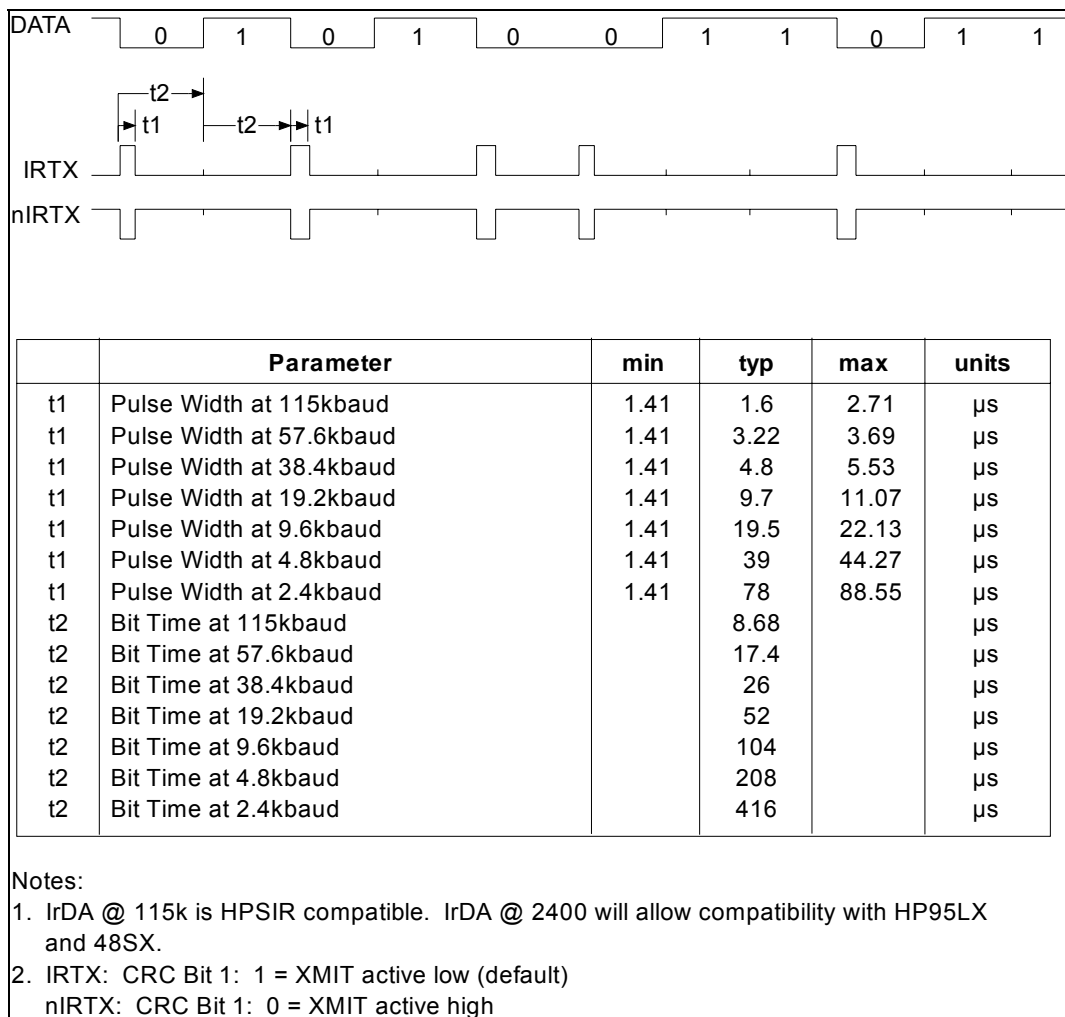 DATA 0 1 0 1 0 0 1 1 0 1 1
t2
t1 t2 t1
IRTX
nIRTX
Parameter min typ max units
t1 Pulse Width at 115kbaud 1.41 1.6 2.71 µs
t1 Pulse Width at 57.6kbaud 1.41 3.22 3.69 µs
t1 Pulse Width at 38.4kbaud 1.41 4.8 5.53 µs
t1 Pulse Width at 19.2kbaud 1.41 9.7 11.07 µs
t1 Pulse Width at 9.6kbaud 1.41 19.5 22.13 µs
t1 Pulse Width at 4.8kbaud 1.41 39 44.27 µs
t1 Pulse Width at 2.4kbaud 1.41 78 88.55 µs
t2 Bit Time at 115kbaud 8.68 µs
t2 Bit Time at 57.6kbaud 17.4 µs
t2 Bit Time at 38.4kbaud 26 µs
t2 Bit Time at 19.2kbaud 52 µs
t2 Bit Time at 9.6kbaud 104 µs
t2 Bit Time at 4.8kbaud 208 µs
t2 Bit Time at 2.4kbaud 416 µs
Notes:
1. IrDA @ 115k is HPSIR compatible. IrDA @ 2400 will allow compatibility with HP95LX
and 48SX.
2. IRTX: CRC Bit 1: 1 = XMIT active low (default)
nIRTX: CRC Bit 1: 0 = XMIT active high